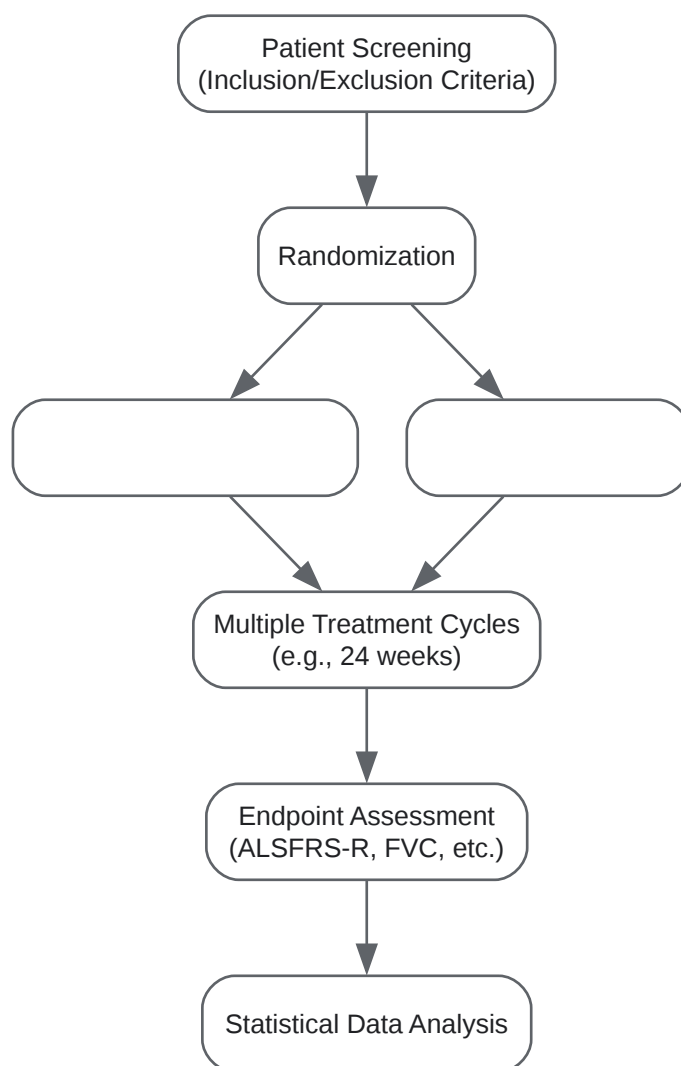 Patient Screening
(Inclusion/Exclusion Criteria)
Randomization
Multiple Treatment Cycles
(e.g., 24 weeks)
Endpoint Assessment
(ALSFRS-R, FVC, etc.)
Statistical Data Analysis